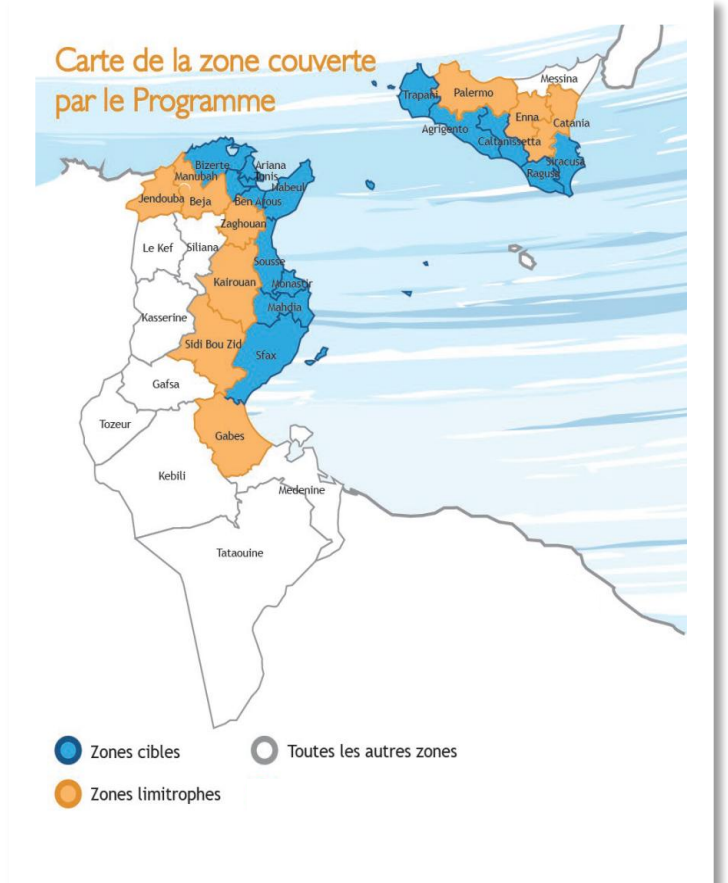 Carte de la zone couverte
par le Programme
Messina
Trapani
Palermo
Enna
Catania
Agrigento
Caltanissetta
Siracusa
Ragusa
Bizerte
Ariana
Tunis
Manubah
Nabeul
Jendouba
Beja
Ben Arous
Zaghouan
Le Kef
Siliana
Sousse
Kairouan
Monastir
Mahdia
Kasserine
Sidi Bou Zid
Sfax
Gafsa
Tozeur
Gabes
Kebili
Medenine
Tataouine
Zones cibles
Toutes les autres zones
Zones limitrophes